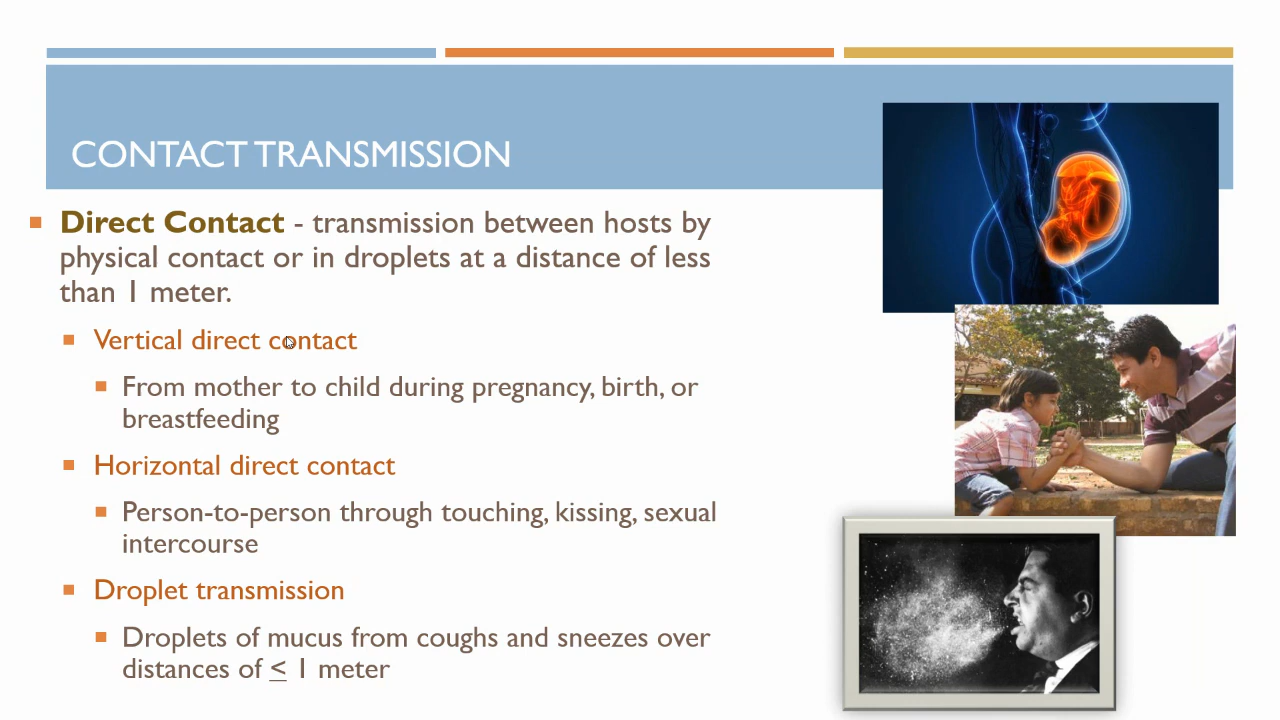 CONTACT TRANSMISSION
Direct Contact - transmission between hosts by
physical contact or in droplets at a distance of less
than 1 meter.
Vertical direct contact
From mother to child during pregnancy, birth, or
breastfeeding
Horizontal direct contact
Person-to-person through touching, kissing, sexual
intercourse
Droplet transmission
Droplets of mucus from coughs and sneezes over
distances of < 1 meter